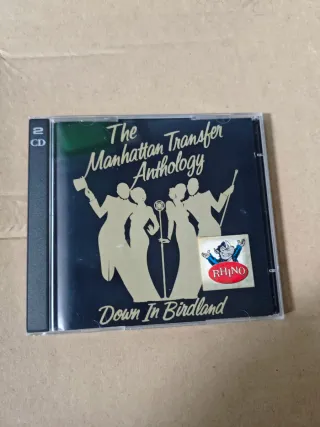 2
CD
The
Manhattan Transfer
Anthology
RHINO
Down In Birdland